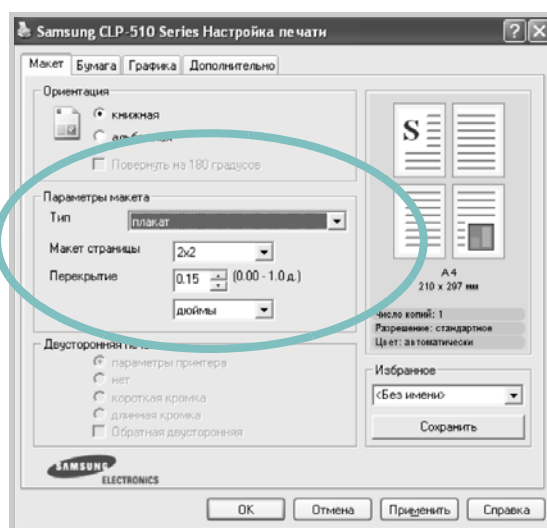 Samsung CLP-510 Series Настройка печати
Макет Бумага Графика Дополнительно
Ориентация
книжная
альбомная
Повернуть на 180 градусов
Параметры макета
Тип плакат
Макет страницы 2x2
Перекрытие 0.15 (0.00 - 1.0 д.)
дюймы
Двусторонняя
параметры принтера
нет
короткая кромка
длинная кромка
Обратная двусторонняя
S
A4
210 x 297 мм
Число копий: 1
Разрешение: стандартное
Цвет: автоматически
Избранное
<Без имени>
Сохранить
SAMSUNG
ELECTRONICS
OK Отмена Применить Справка